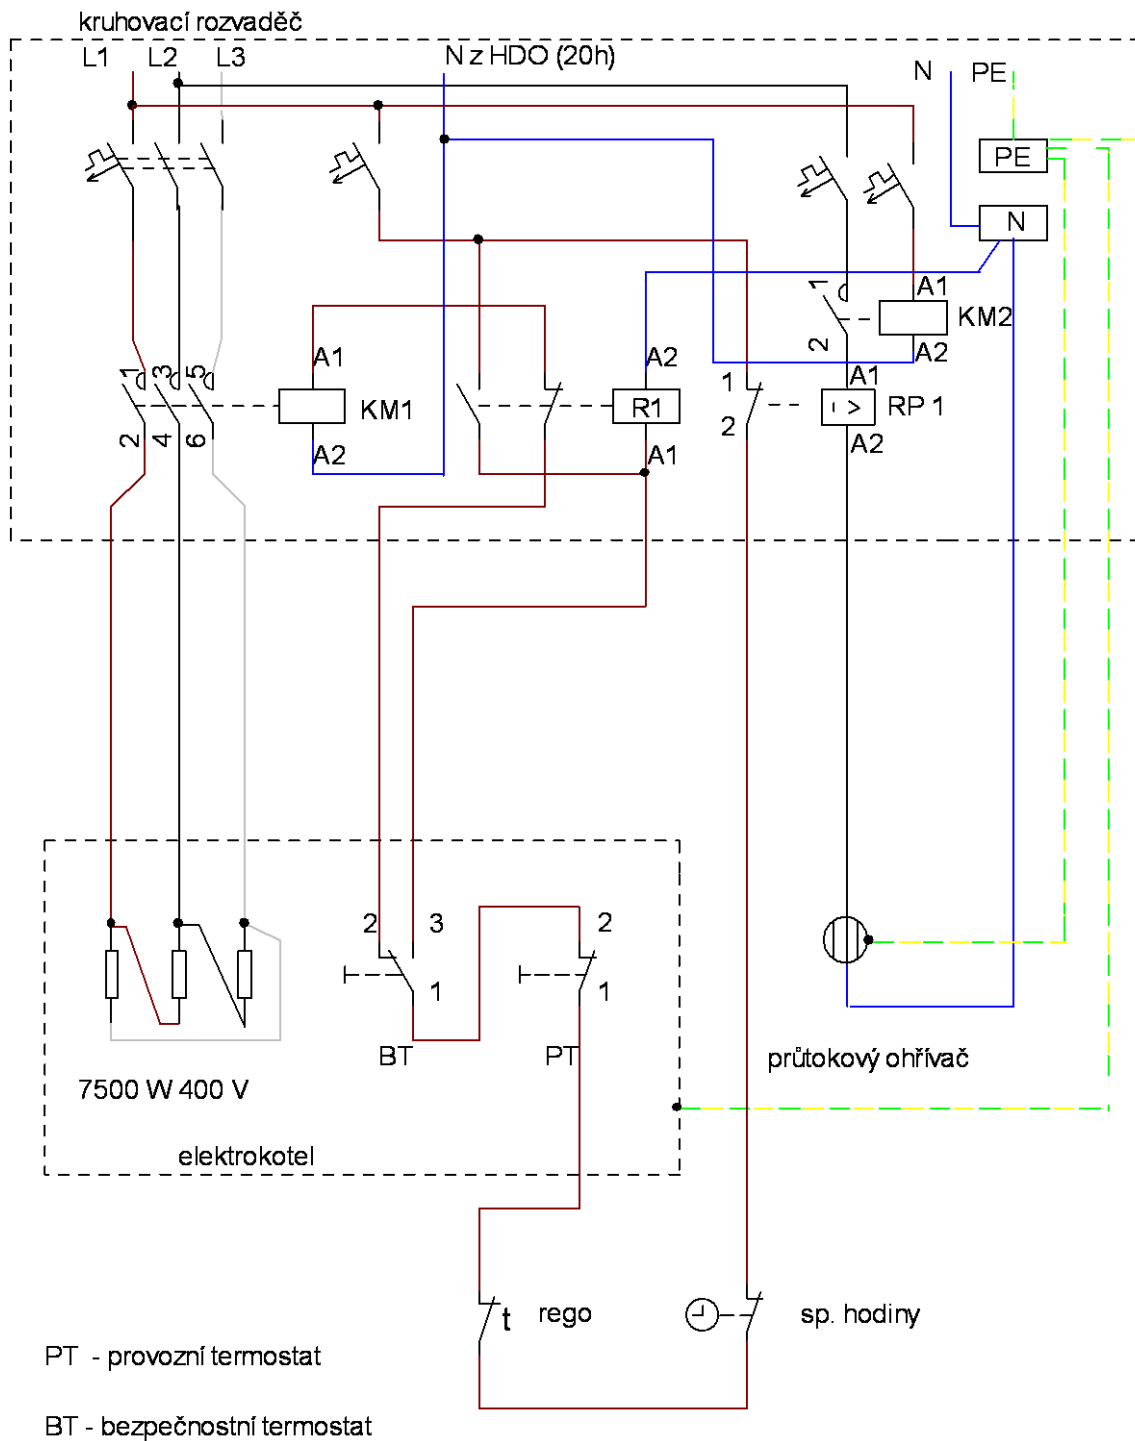 kruhovací rozvaděč
L1 L2 L3 N z HDO (20h) N PE
PE
N
1
A1
KM2
2
A2
A1 A2
1 3 5
KM1
R1
1
2
A1
- >
RP 1
2 4 6
A2 A1
A2
2 3 2
1 1
BT PT
průtokový ohřívač
7500 W 400 V
elektrokotel
t rego sp. hodiny
PT - provozní termostat
BT - bezpečnostní termostat